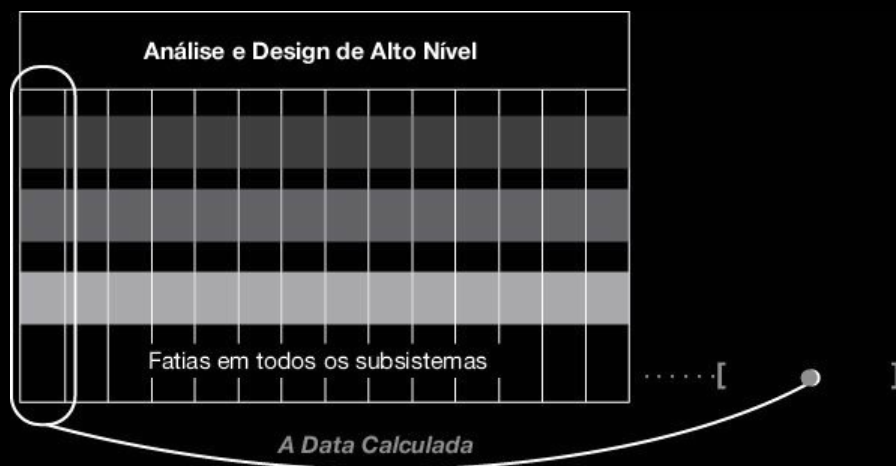 Análise e Design de Alto Nível
Fatias em todos os subsistemas
······[ ]
A Data Calculada